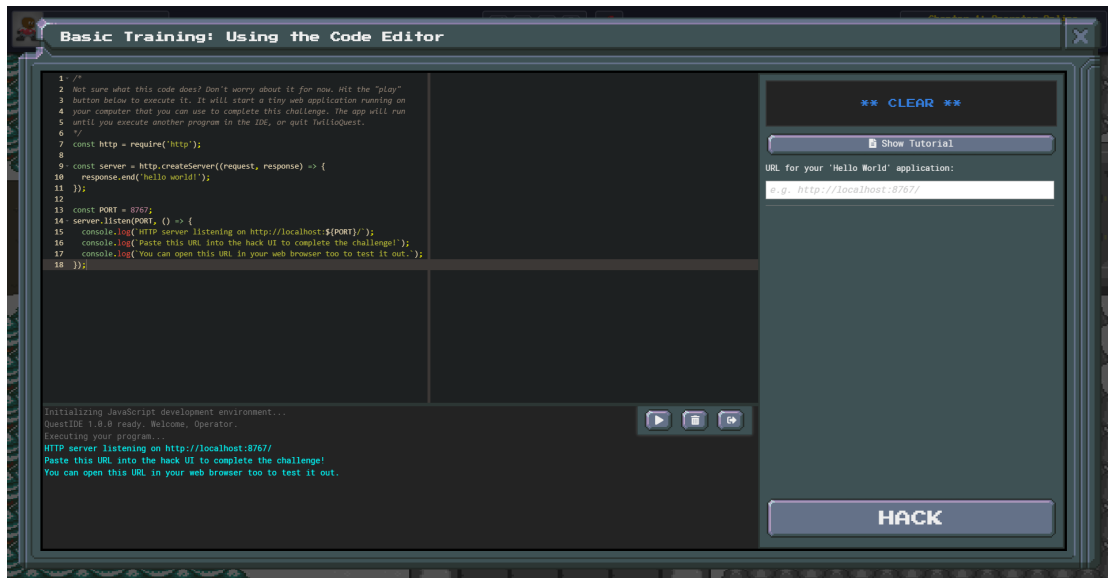 Basic Training: Using the Code Editor
1 /*
2 Not sure what this code does? Don't worry about it for now. Hit the "play"
3 button below to execute it. It will start a tiny web application running on
4 your computer that you can use to complete this challenge. The app will run
5 until you execute another program in the IDE, or quit TwilioQuest.
6 */
7 const http = require('http');
8
9 const server = http.createServer((request, response) => {
10 response.end('hello world!');
11 });
12
13 const PORT = 8767;
14 server.listen(PORT, () => {
15 console.log(`HTTP server listening on http://localhost:${PORT}/`);
16 console.log(`Paste this URL into the hack UI to complete the challenge!`);
17 console.log(`You can open this URL in your web browser too to test it out.`);
18 });
Initializing JavaScript development environment...
QuestIDE 1.0.0 ready. Welcome, Operator.
Executing your program...
HTTP server listening on http://localhost:8767/
Paste this URL into the hack UI to complete the challenge!
You can open this URL in your web browser too to test it out.
** CLEAR **
Show Tutorial
URL for your 'Hello World' application:
e.g. http://localhost:8767/
HACK